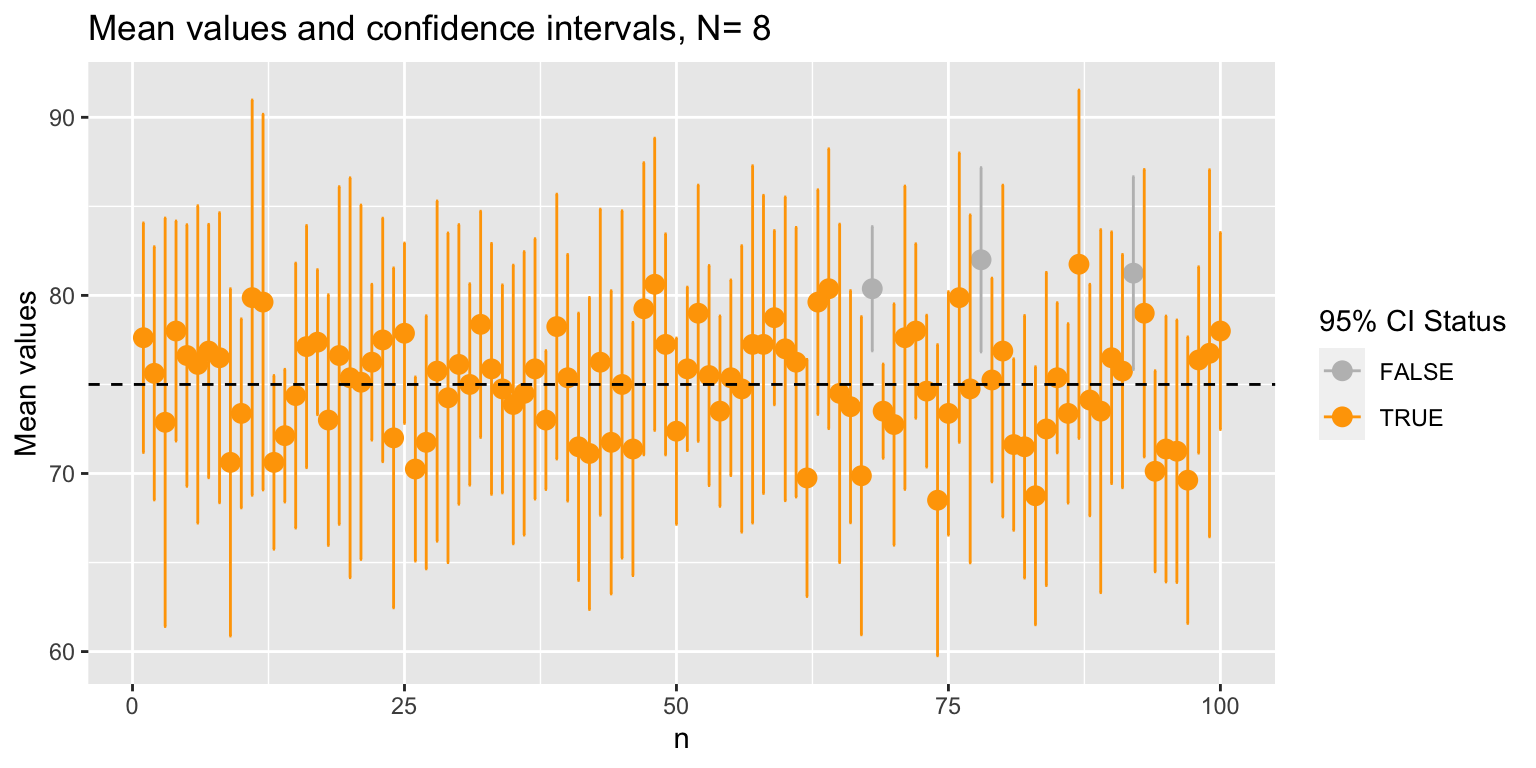 Mean values and confidence intervals, N= 8
Mean values
90
80
70
60
0
25
50
75
100
n
95% CI Status
FALSE
TRUE